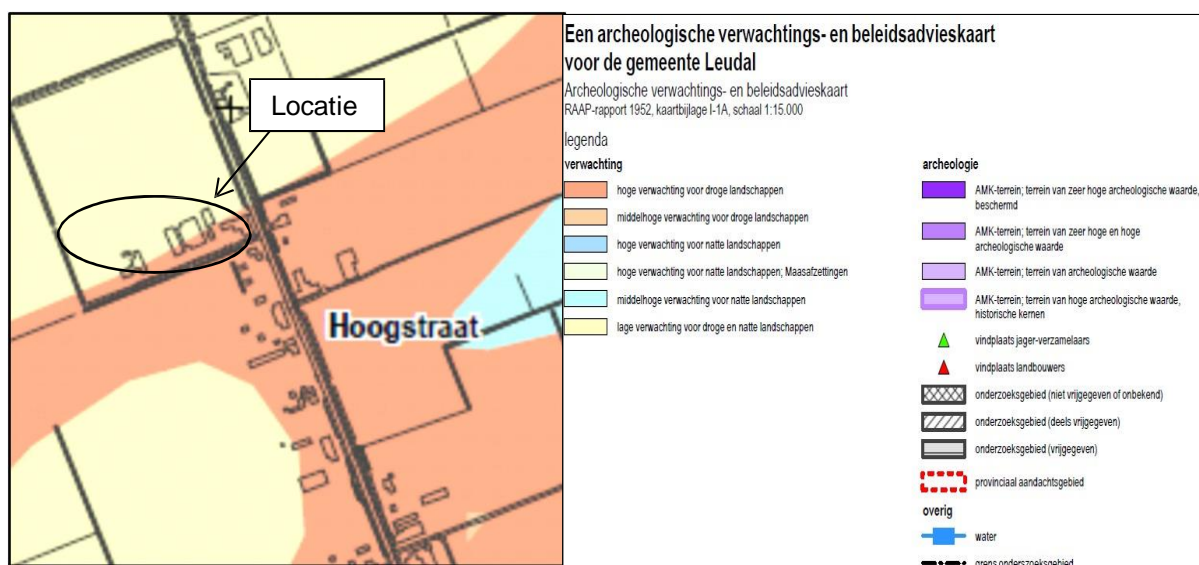 Locatie
Hoogstraat
Een archeologische verwachtings- en beleidsadvieskaart
voor de gemeente Leudal
Archeologische verwachtings- en beleidsadvieskaart
RAAP-rapport 1952, kaartbijlage I-1A, schaal 1:15.000
legenda
verwachting
hoge verwachting voor droge landschappen
middelhoge verwachting voor droge landschappen
hoge verwachting voor natte landschappen
hoge verwachting voor natte landschappen; Maasafzettingen
middelhoge verwachting voor natte landschappen
lage verwachting voor droge en natte landschappen
archeologie
AMK-terrein; terrein van zeer hoge archeologische waarde,
beschermd
AMK-terrein; terrein van zeer hoge en hoge
archeologische waarde
AMK-terrein; terrein van archeologische waarde
AMK-terrein; terrein van hoge archeologische waarde,
historische kernen
vindplaats jager-verzamelaars
vindplaats landbouwers
onderzoeksgebied (niet vrijgegeven of onbekend)
onderzoeksgebied (deels vrijgegeven)
onderzoeksgebied (vrijgegeven)
provinciaal aandachtsgebied
overig
water
grens onderzoeksgebied